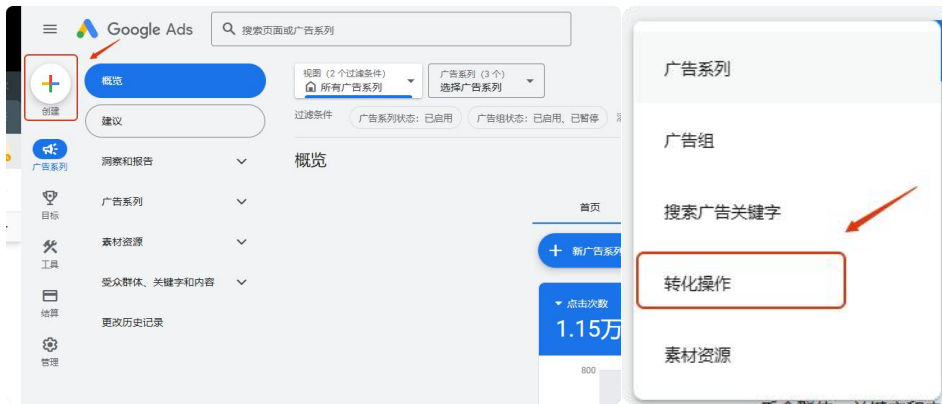 Google Ads
搜索页面或广告系列
创建
概览
视图（2 个过滤条件）
所有广告系列
广告系列（3 个）
选择广告系列
建议
过滤条件
广告系列状态：已启用
广告组状态：已启用、已暂停
广告系列
洞察和报告
概览
目标
广告系列
首页
工具
素材资源
新广告系列
受众群体、关键字和内容
结算
点击次数
1.15万
更改历史记录
管理
800
广告系列
广告组
搜索广告关键字
转化操作
素材资源